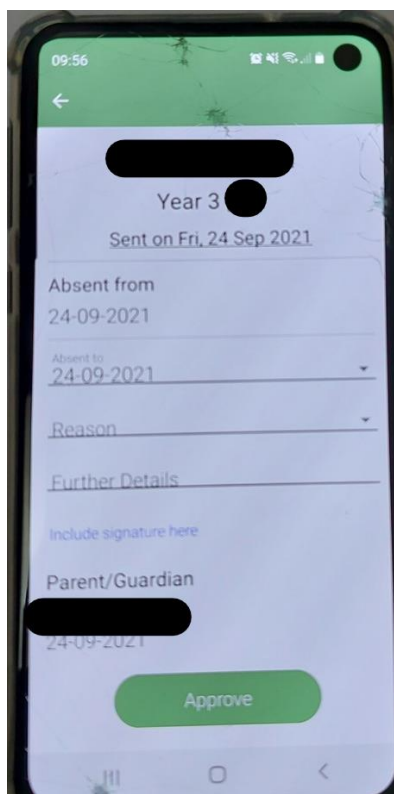 09:56
Year 3
Sent on Fri, 24 Sep 2021
Absent from
24-09-2021
Absent to
24-09-2021
Reason
Further Details
Include signature here
Parent/Guardian
24-09-2021
Approve